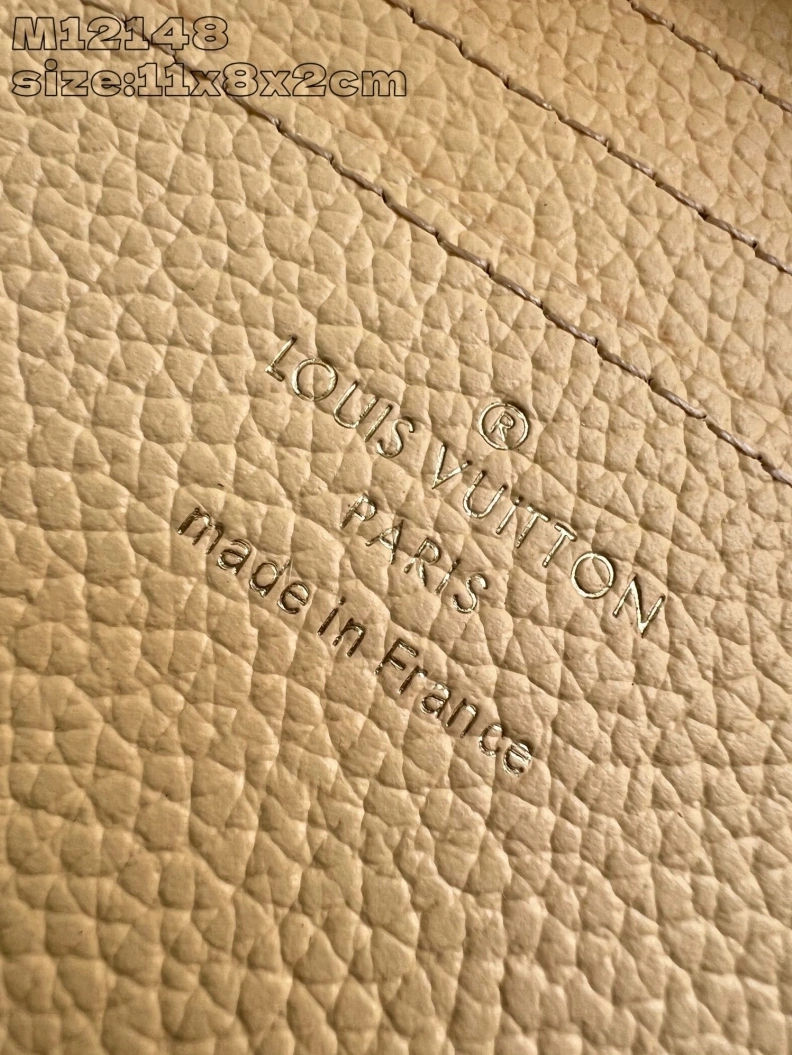 M12148
size:11x8x2cm
®
LOUIS VUITTON
PARIS
made in France